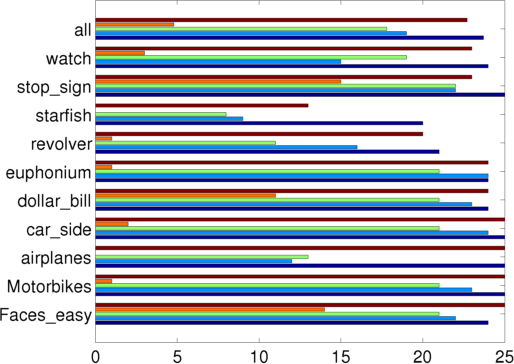 all
watch
stop_sign
starfish
revolver
euphonium
dollar_bill
car_side
airplanes
Motorbikes
Faces_easy
0 5 10 15 20 25